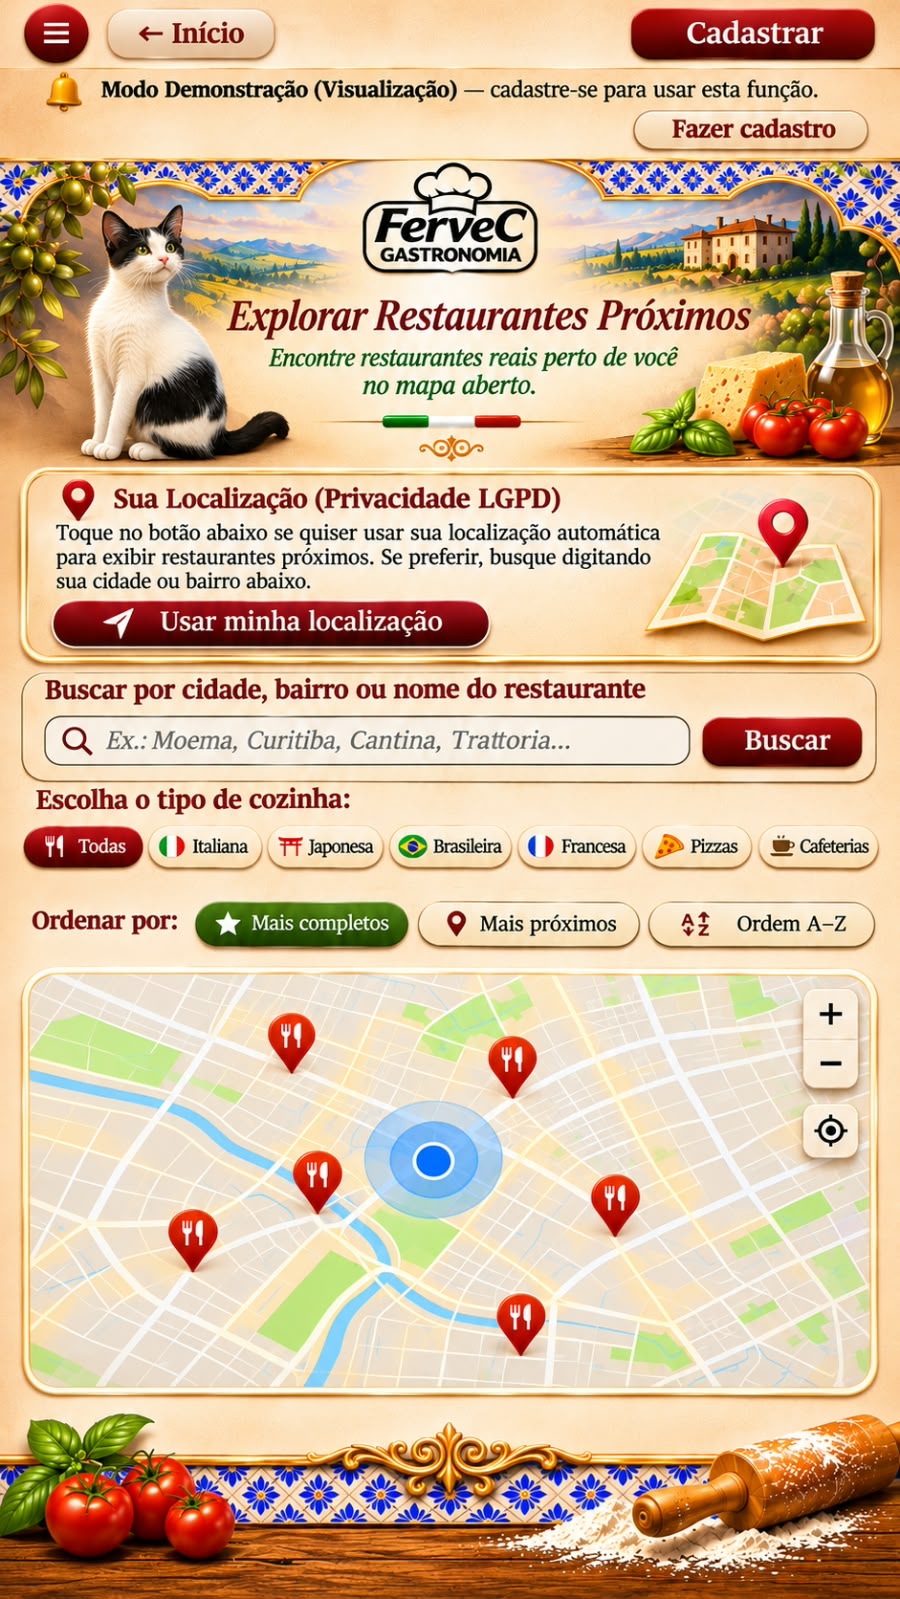 ← Início
Cadastrar
Modo Demonstração (Visualização) — cadastre-se para usar esta função.
Fazer cadastro
FerveC
GASTRONOMIA
Explorar Restaurantes Próximos
Encontre restaurantes reais perto de você
no mapa aberto.
Sua Localização (Privacidade LGPD)
Toque no botão abaixo se quiser usar sua localização automática
para exibir restaurantes próximos. Se preferir, busque digitando
sua cidade ou bairro abaixo.
Usar minha localização
Buscar por cidade, bairro ou nome do restaurante
Ex.: Moema, Curitiba, Cantina, Trattoria...
Buscar
Escolha o tipo de cozinha:
Todas
Italiana
Japonesa
Brasileira
Francesa
Pizzas
Cafeterias
Ordenar por:
Mais completos
Mais próximos
A Z
Ordem A–Z
+
−